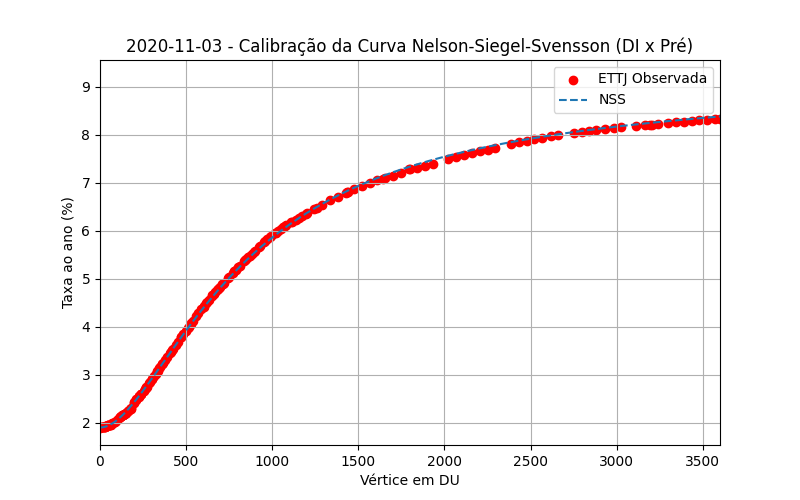 2020-11-03 - Calibração da Curva Nelson-Siegel-Svensson (DI x Pré)
ETTJ Observada
NSS
Taxa ao ano (%)
9
8
7
6
5
4
3
2
0 500 1000 1500 2000 2500 3000 3500
Vértice em DU